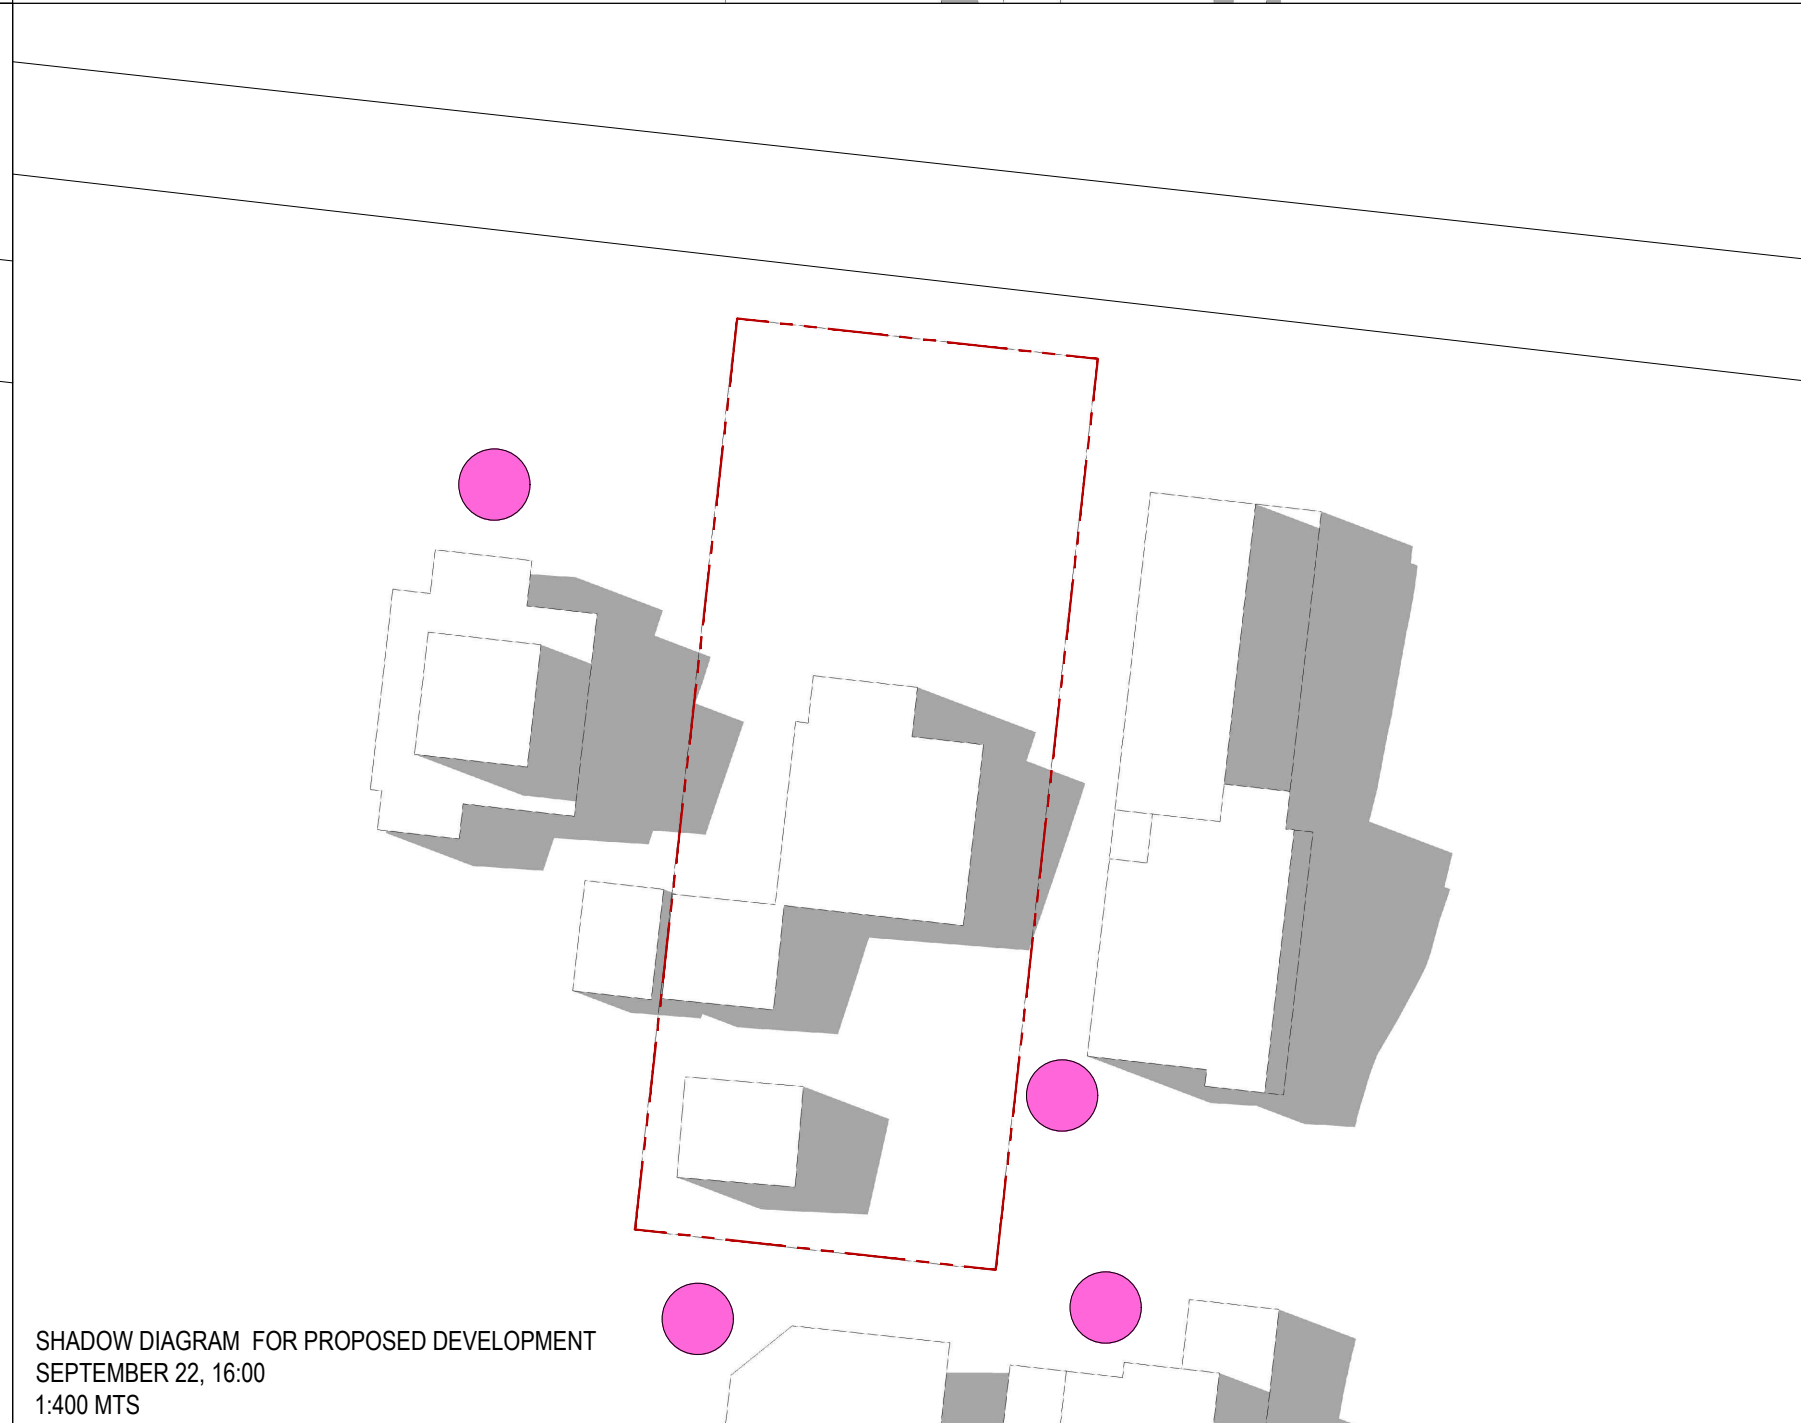 SHADOW DIAGRAM  FOR PROPOSED DEVELOPMENT
SEPTEMBER 22, 16:00
1:400 MTS